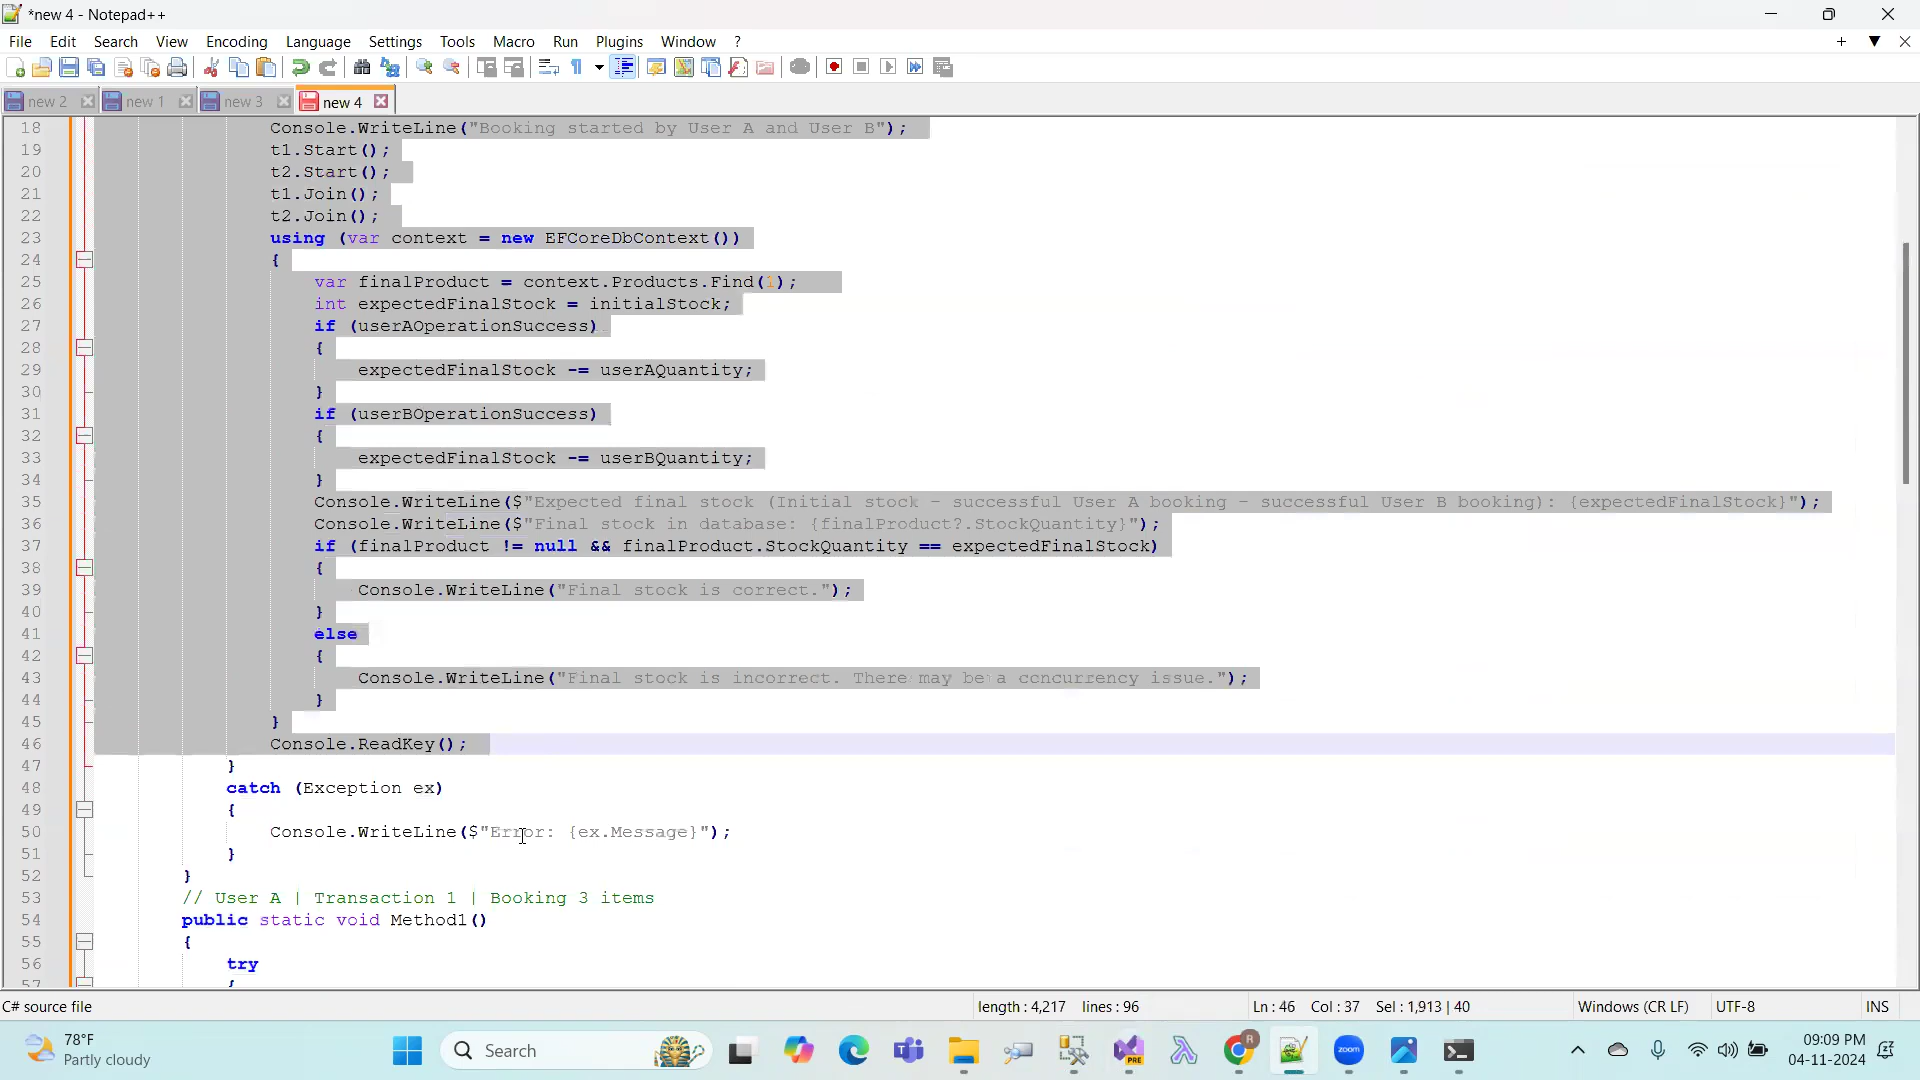 *new 4 - Notepad++
File Edit Search View Encoding Language Settings Tools Macro Run Plugins Window ?
new 2 new 1 new 3 new 4
18 Console.WriteLine("Booking started by User A and User B");
19 t1.Start();
20 t2.Start();
21 t1.Join();
22 t2.Join();
23 using (var context = new EFCoreDbContext())
24 {
25 var finalProduct = context.Products.Find(1);
26 int expectedFinalStock = initialStock;
27 if (userAOperationSuccess)
28 {
29 expectedFinalStock -= userAQuantity;
30 }
31 if (userBOperationSuccess)
32 {
33 expectedFinalStock -= userBQuantity;
34 }
35 Console.WriteLine($"Expected final stock (Initial stock - successful User A booking - successful User B booking): {expectedFinalStock}");
36 Console.WriteLine($"Final stock in database: {finalProduct?.StockQuantity}");
37 if (finalProduct != null && finalProduct.StockQuantity == expectedFinalStock)
38 {
39 Console.WriteLine("Final stock is correct.");
40 }
41 else
42 {
43 Console.WriteLine("Final stock is incorrect. There may be a concurrency issue.");
44 }
45 }
46 Console.ReadKey();
47 }
48 catch (Exception ex)
49 {
50 Console.WriteLine($"Error: {ex.Message}");
51 }
52 }
53 // User A | Transaction 1 | Booking 3 items
54 public static void Method1()
55 {
56 try
57 {
C# source file length : 4,217 lines : 96 Ln : 46 Col : 37 Sel : 1,913 | 40 Windows (CR LF) UTF-8 INS
78°F
Partly cloudy
Search
PRE
R
zoom
09:09 PM
04-11-2024